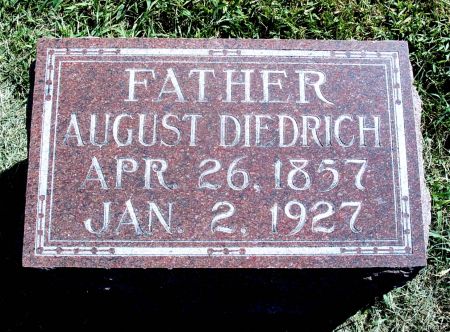 FATHER
AUGUST DIEDRICH
APR. 26, 1857
JAN. 2, 1927